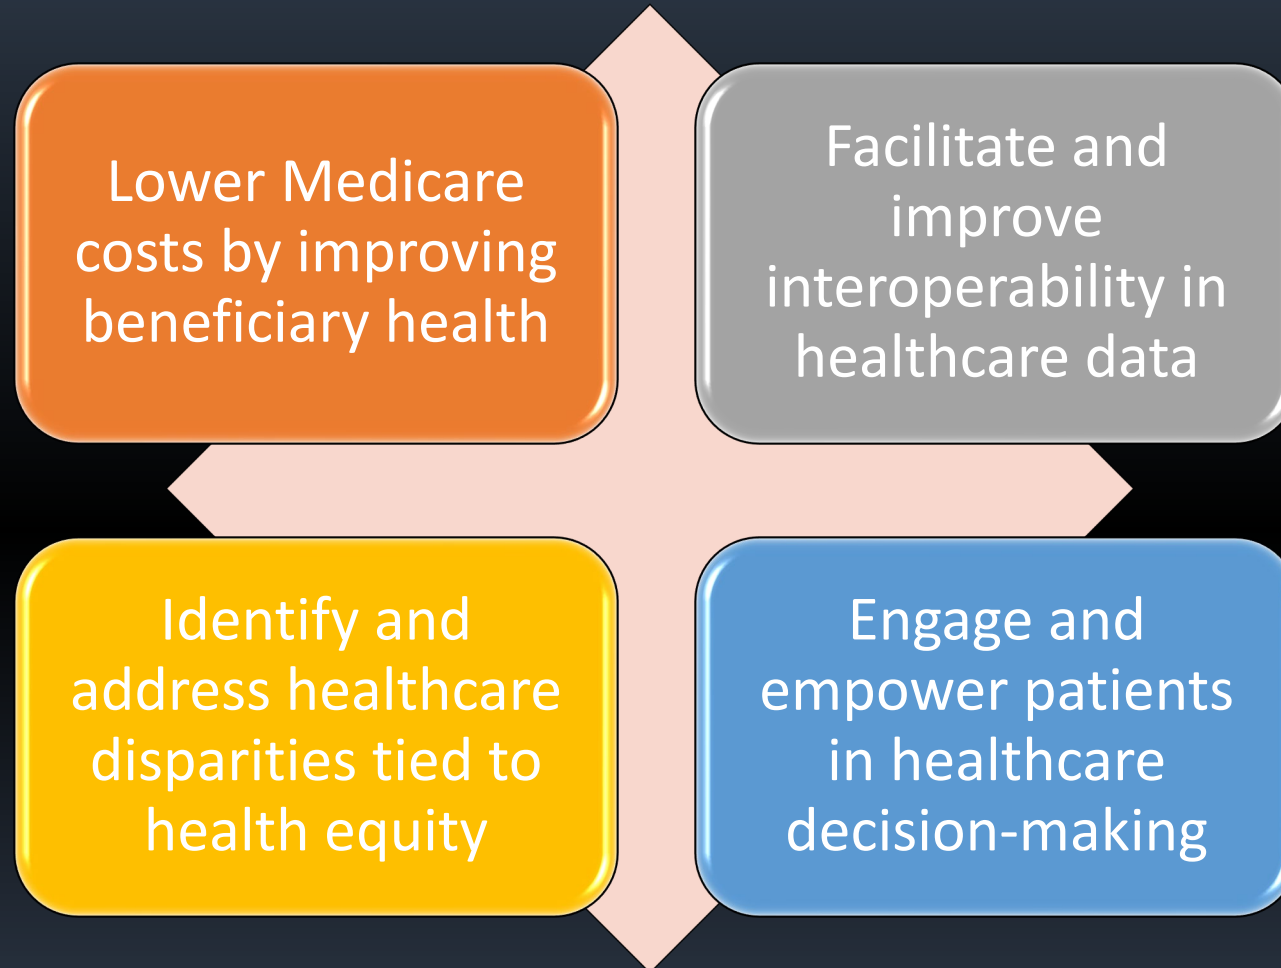 Lower Medicare
costs by improving
beneficiary health
Facilitate and
improve
interoperability in
healthcare data
Identify and
address healthcare
disparities tied to
health equity
Engage and
empower patients
in healthcare
decision-making